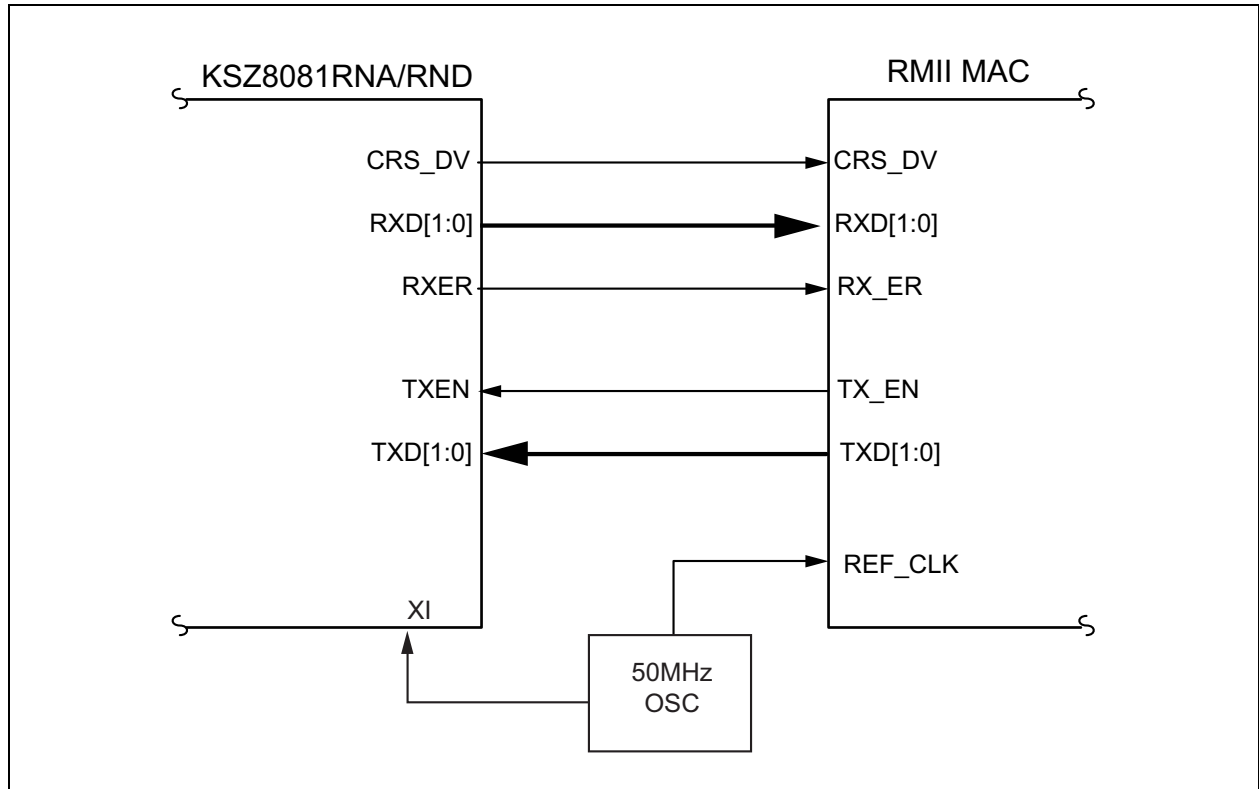 KSZ8081RNA/RND
RMII MAC
CRS_DV
CRS_DV
RXD[1:0]
RXD[1:0]
RXER
RX_ER
TXEN
TX_EN
TXD[1:0]
TXD[1:0]
REF_CLK
XI
50MHz
OSC